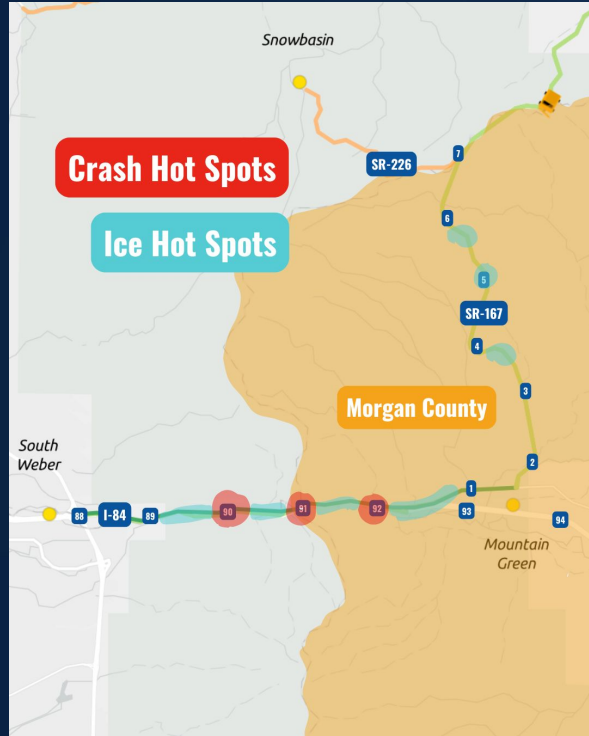 Snowbasin
Crash Hot Spots
SR-226
7
Ice Hot Spots
6
5
SR-167
4
3
Morgan County
South
Weber
2
1
88
I-84
89
90
91
92
93
94
Mountain
Green